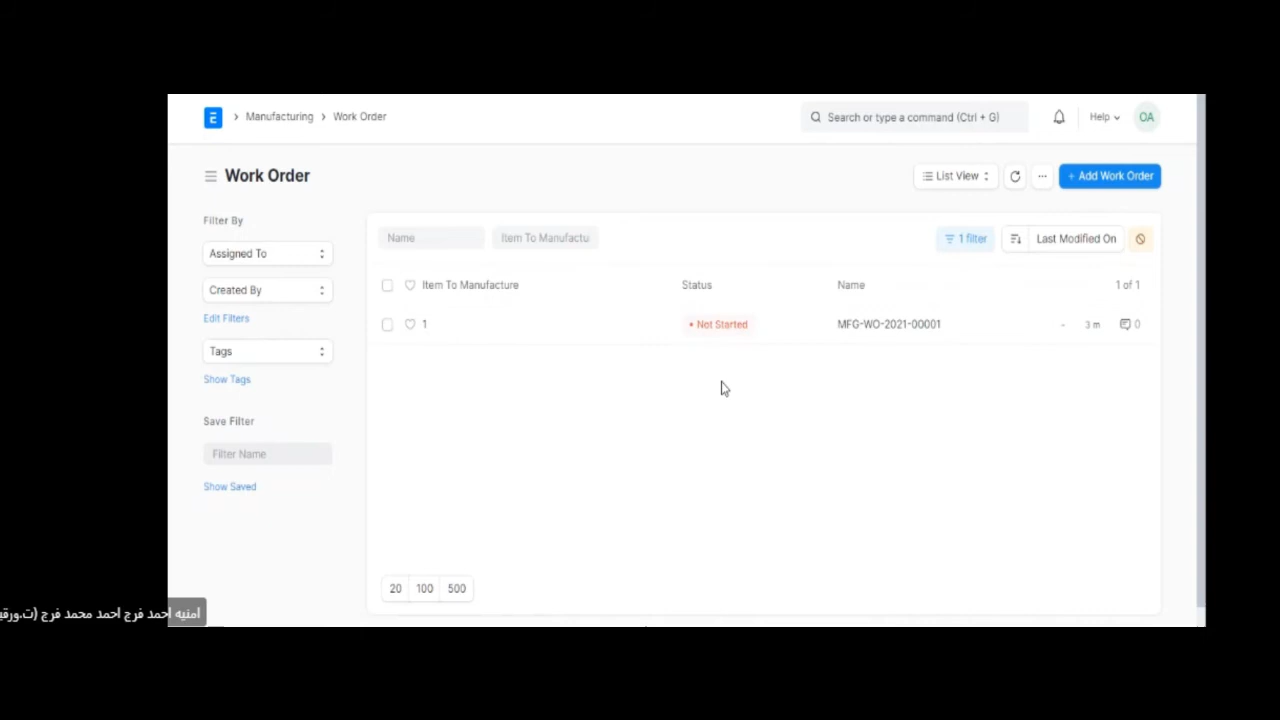 Manufacturing > Work Order
Search or type a command (Ctrl + G)
Help
OA
Work Order
List View
···
+ Add Work Order
Filter By
Assigned To
Created By
Edit Filters
Tags
Show Tags
Save Filter
Filter Name
Show Saved
Name
Item To Manufactu
1 filter
Last Modified On
Item To Manufacture
Status
Name
1 of 1
1
• Not Started
MFG-WO-2021-00001
-
3 m
0
20
100
500
امنيه احمد فرج احمد محمد فرج